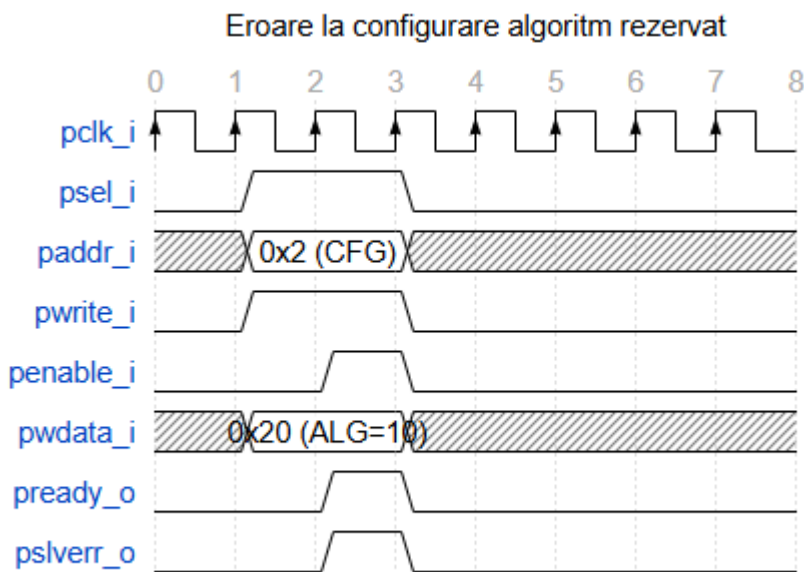 Eroare la configurare algoritm rezervat
0 1 2 3 4 5 6 7 8
pclk_i
psel_i
paddr_i 0x2 (CFG)
pwrite_i
penable_i
pwdata_i 0x20 (ALG=10)
pready_o
pslverr_o